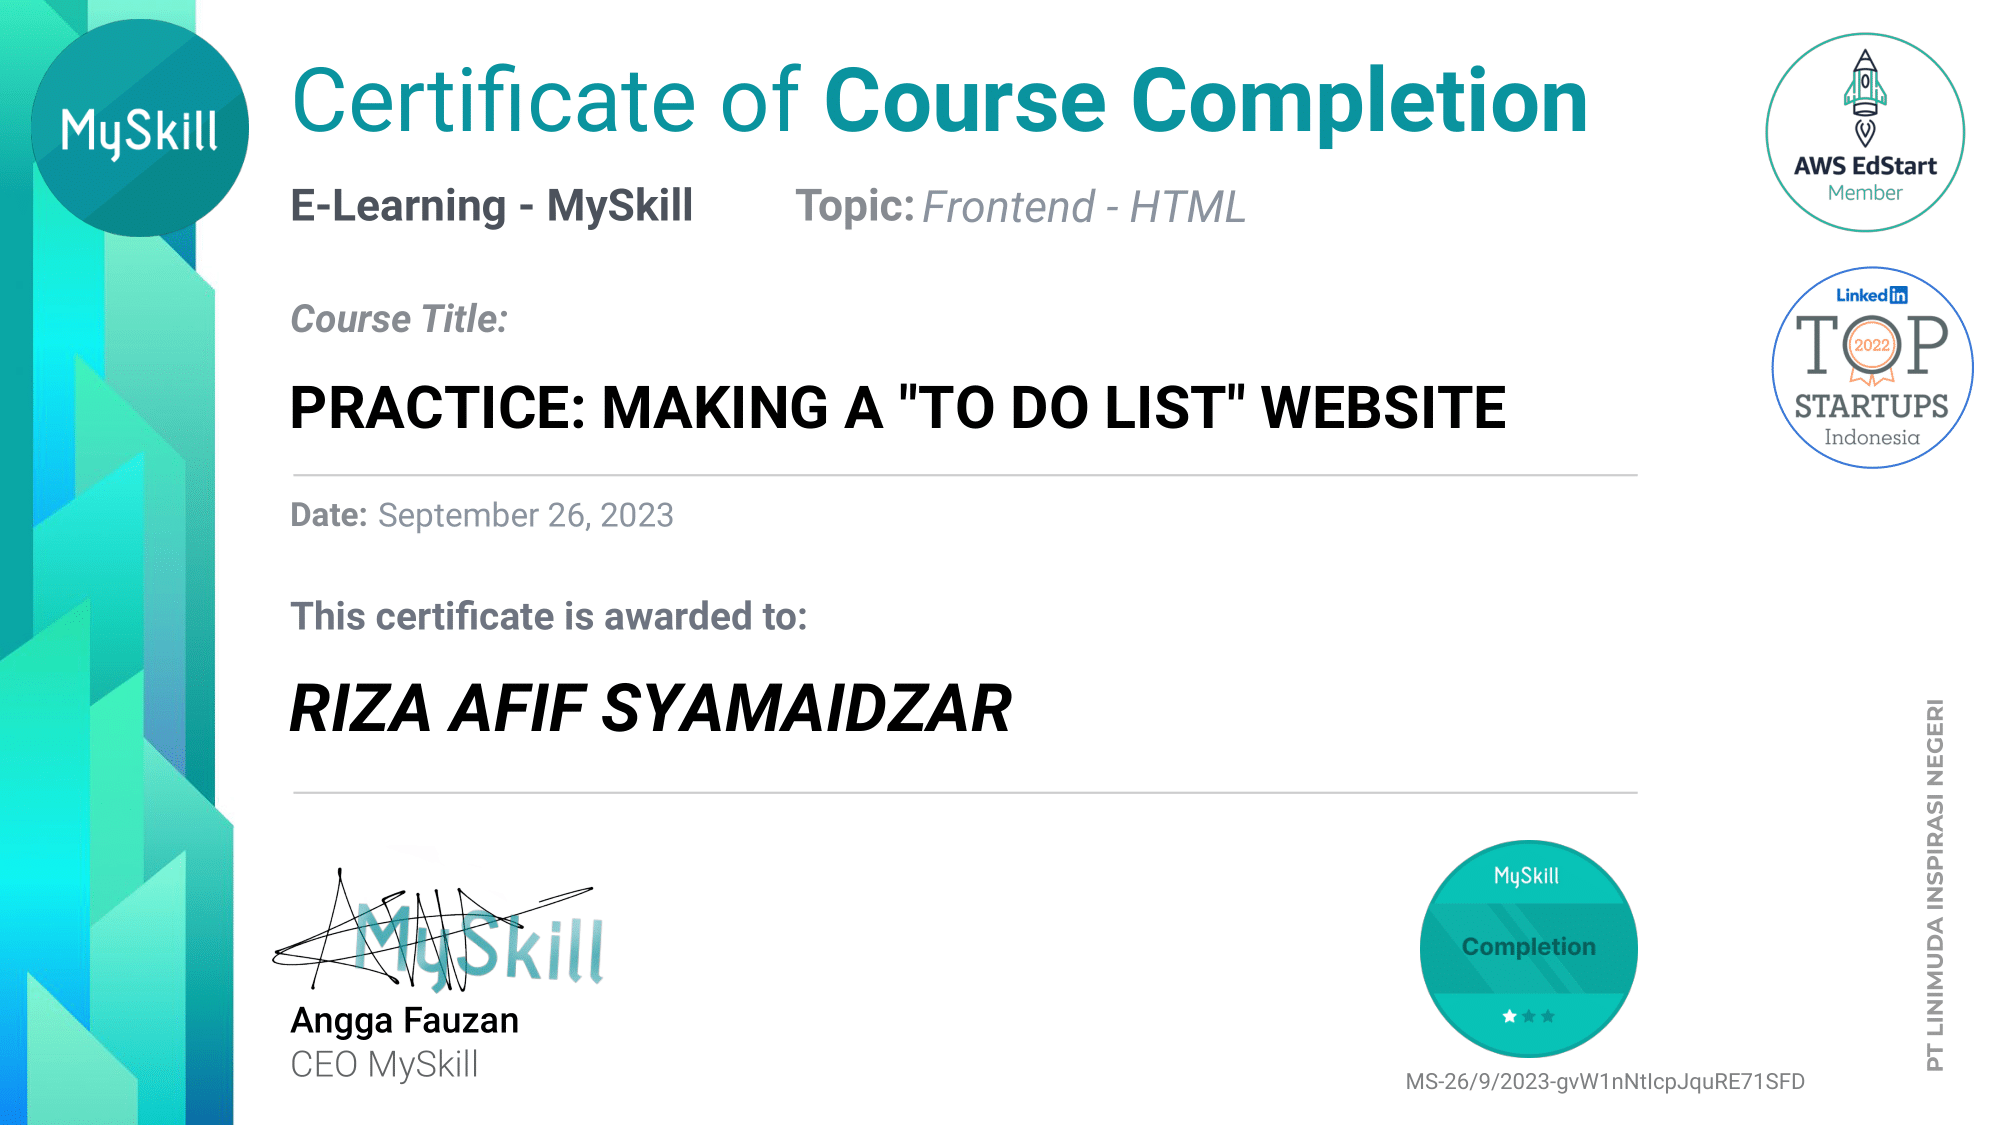 MySkill
Certificate of Course Completion
E-Learning - MySkill
Topic: Frontend - HTML
AWS EdStart
Member
Course Title:
PRACTICE: MAKING A "TO DO LIST" WEBSITE
LinkedIn
TOP
2022
STARTUPS
Indonesia
Date: September 26, 2023
This certificate is awarded to:
RIZA AFIF SYAMAIDZAR
MySkill
Angga Fauzan
CEO MySkill
MySkill
Completion
MS-26/9/2023-gvW1nNtIcpJquRE71SFD
PT LINIMUDA INSPIRASI NEGERI